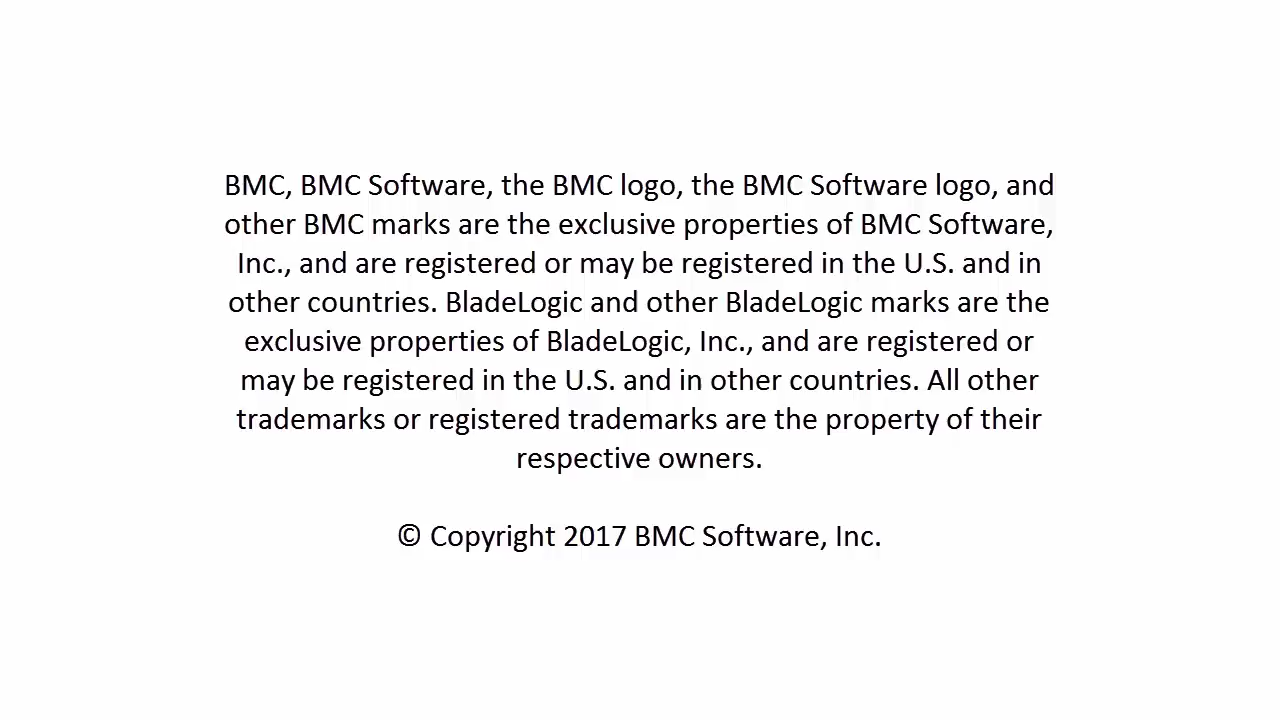 BMC, BMC Software, the BMC logo, the BMC Software logo, and
other BMC marks are the exclusive properties of BMC Software,
Inc., and are registered or may be registered in the U.S. and in
other countries. BladeLogic and other BladeLogic marks are the
exclusive properties of BladeLogic, Inc., and are registered or
may be registered in the U.S. and in other countries. All other
trademarks or registered trademarks are the property of their
respective owners.
© Copyright 2017 BMC Software, Inc.